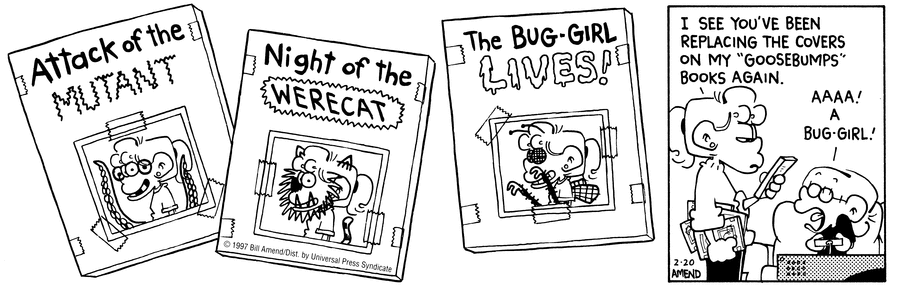 Attack of the
MUTANT
Night of the
WERECAT
© 1997 Bill Amend/Dist. by Universal Press Syndicate
The BUG-GIRL
LIVES!
I SEE YOU'VE BEEN
REPLACING THE COVERS
ON MY "GOOSEBUMPS"
BOOKS AGAIN.
AAAA!
A
BUG-GIRL!
2-20
AMEND